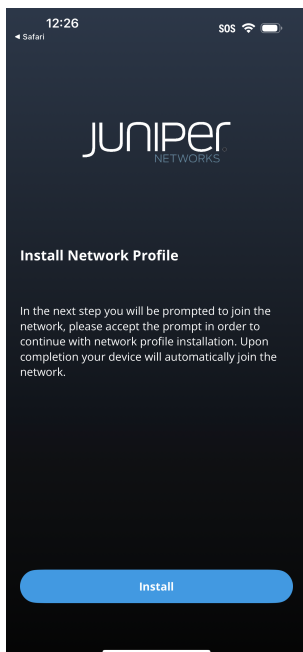 12:26
SOS
◀ Safari
JUNIPER
NETWORKS
Install Network Profile
In the next step you will be prompted to join the
network, please accept the prompt in order to
continue with network profile installation. Upon
completion your device will automatically join the
network.
Install